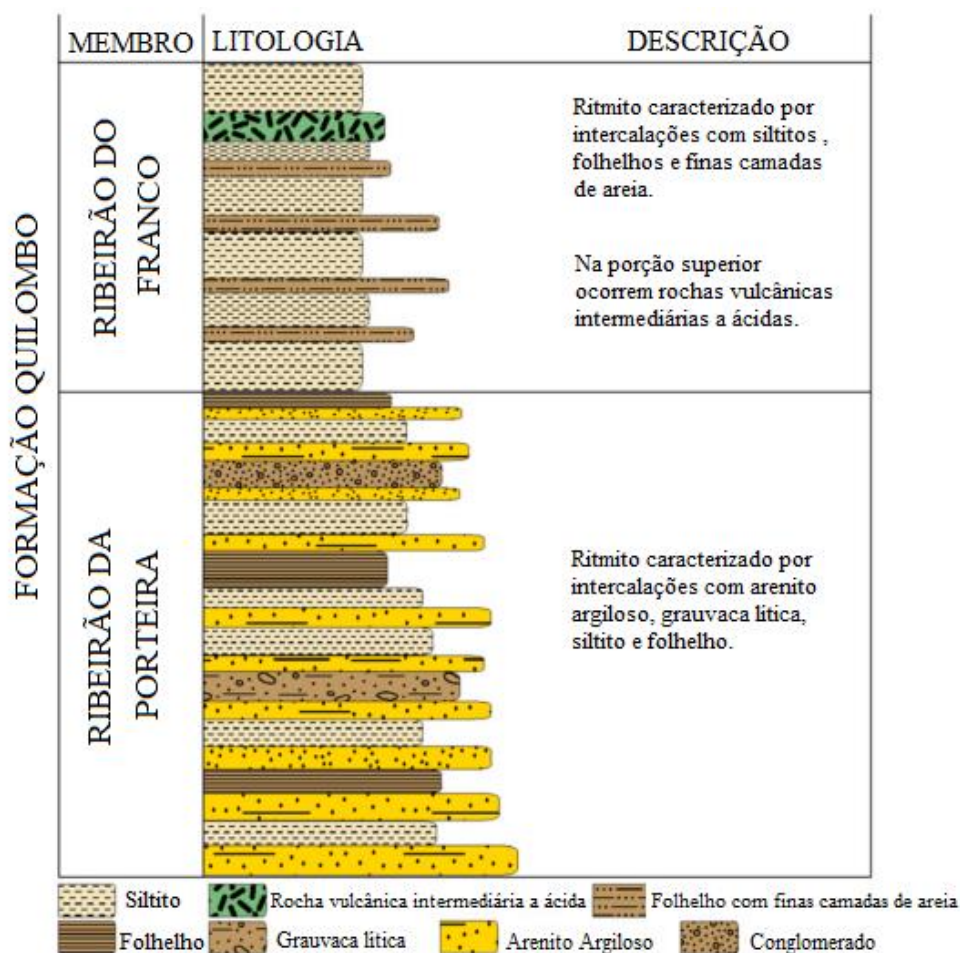 MEMBRO LITOLOGIA DESCRIÇÃO
FORMAÇÃO QUILOMBO
RIBEIRÃO DO
FRANCO
Ritmito caracterizado por
intercalações com siltitos ,
folhelhos e finas camadas
de areia.
Na porção superior
ocorrem rochas vulcânicas
intermediárias a ácidas.
RIBEIRÃO DA
PORTEIRA
Ritmito caracterizado por
intercalações com arenito
argiloso, grauvaca lítica,
siltito e folhelho.
Siltito Rocha vulcânica intermediária a ácida Folhelho com finas camadas de areia
Folhelho Grauvaca lítica Arenito Argiloso Conglomerado